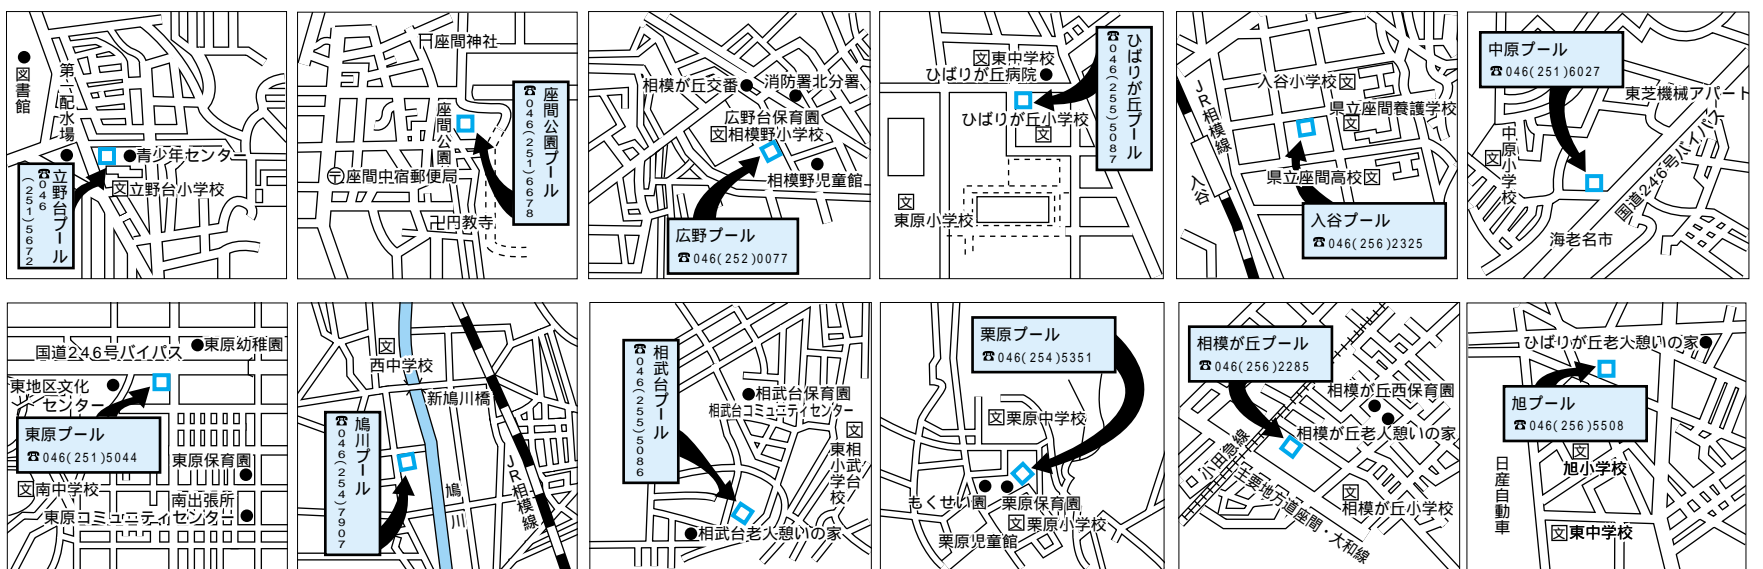 図書館
第一配水場
青少年センター
文立野台小学校
立野台プール
☎046
(251)5672
座間神社
座間公園
〒座間中宿郵便局
卍円教寺
座間公園プール
☎046(251)6678
相模が丘交番
消防署北分署
広野台保育園
文相模野小学校
相模野児童館
広野プール
☎046(252)0077
文東中学校
ひばりが丘病院
ひばりが丘小学校
文
文
東原小学校
ひばりが丘プール
☎046(255)5087
JR相模線
入谷
入谷小学校文
県立座間養護学校
文
県立座間高校文
入谷プール
☎046(256)2325
中原プール
☎046(251)6027
東芝機械アパート
文
中原小学校
国道246号バイパス
海老名市
国道246号バイパス
東原幼稚園
東地区文化
センター
東原プール
☎046(251)5044
東原保育園
文南中学校
南出張所
東原コミュニティセンター
文
西中学校
新鳩川橋
鳩川プール
☎046(254)7907
鳩川
JR相模線
相武台プール
☎046(255)5086
相武台保育園
相武台コミュニティセンター
文
相武台
東小学校
相武台老人憩いの家
栗原プール
☎046(254)5351
文栗原中学校
もくせい園
栗原保育園
文栗原小学校
栗原児童館
相模が丘プール
☎046(256)2285
相模が丘西保育園
相模が丘老人憩いの家
小田急線
主要地方道座間・大和線
文
相模が丘小学校
ひばりが丘老人憩いの家
旭プール
☎046(256)5508
文
旭小学校
日産自動車
文東中学校